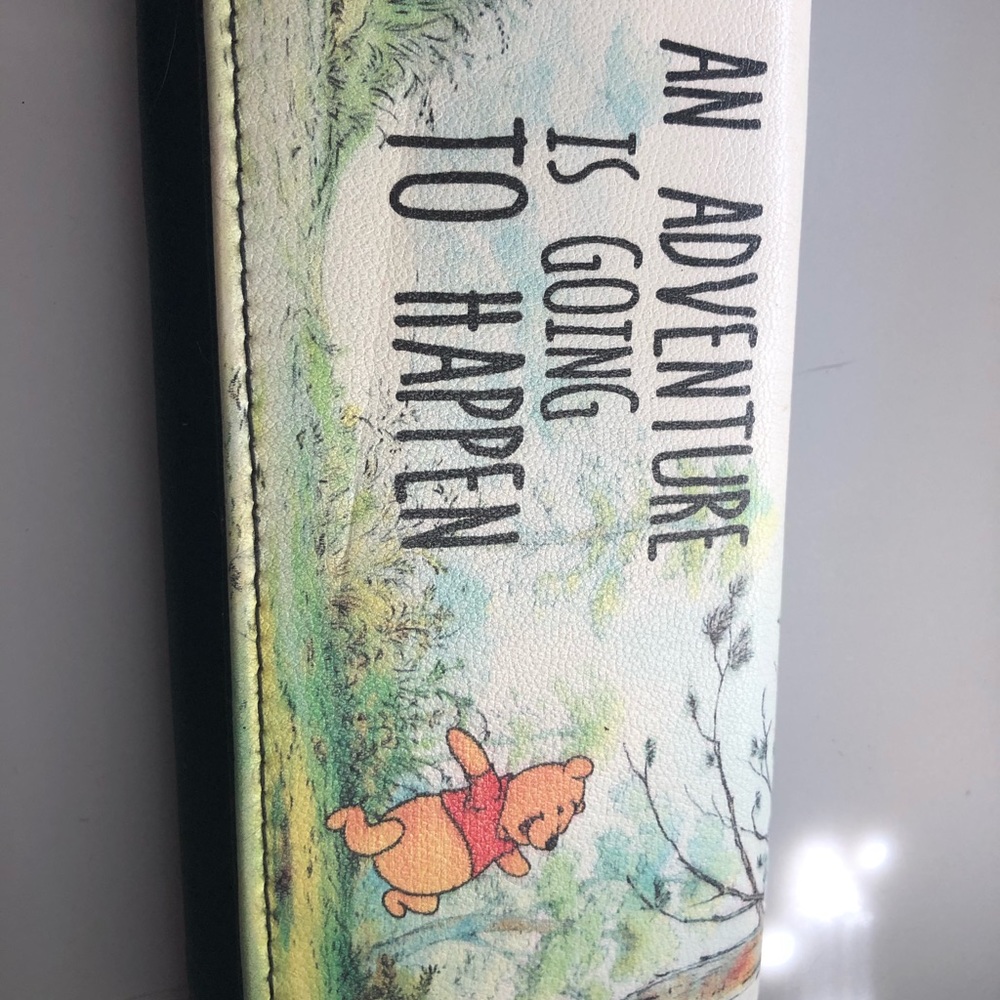 AN ADVENTURE
IS GOING
TO HAPPEN